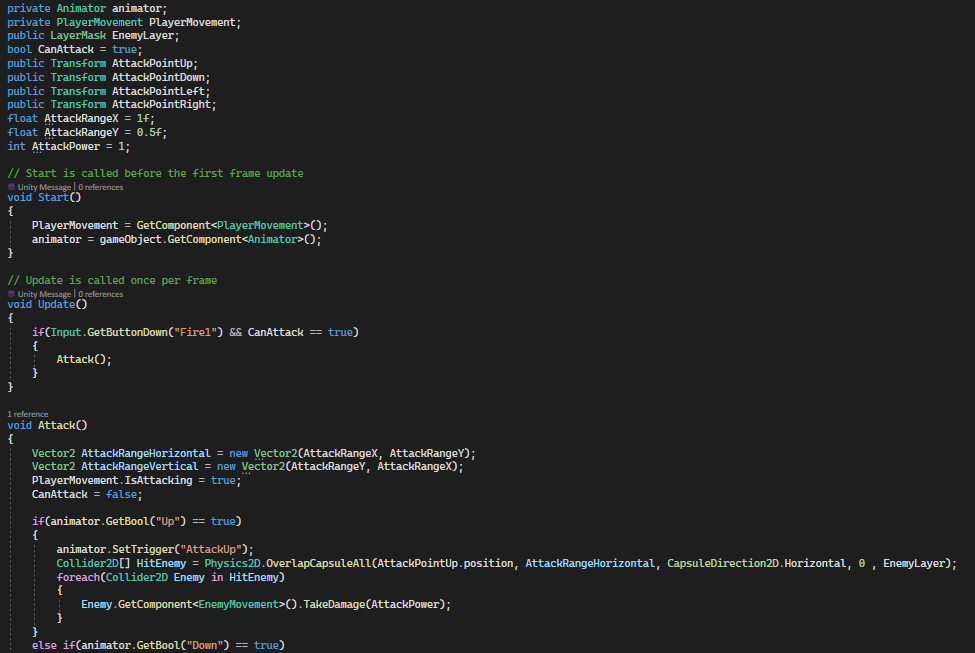 private Animator animator;
private PlayerMovement PlayerMovement;
public LayerMask EnemyLayer;
bool CanAttack = true;
public Transform AttackPointUp;
public Transform AttackPointDown;
public Transform AttackPointLeft;
public Transform AttackPointRight;
float AttackRangeX = 1f;
float AttackRangeY = 0.5f;
int AttackPower = 1;
// Start is called before the first frame update
Unity Message | 0 references
void Start()
{
PlayerMovement = GetComponent<PlayerMovement>();
animator = gameObject.GetComponent<Animator>();
}
// Update is called once per frame
Unity Message | 0 references
void Update()
{
if(Input.GetButtonDown("Fire1") && CanAttack == true)
{
Attack();
}
}
1 reference
void Attack()
{
Vector2 AttackRangeHorizontal = new Vector2(AttackRangeX, AttackRangeY);
Vector2 AttackRangeVertical = new Vector2(AttackRangeY, AttackRangeX);
PlayerMovement.IsAttacking = true;
CanAttack = false;
if(animator.GetBool("Up") == true)
{
animator.SetTrigger("AttackUp");
Collider2D[] HitEnemy = Physics2D.OverlapCapsuleAll(AttackPointUp.position, AttackRangeHorizontal, CapsuleDirection2D.Horizontal, 0 , EnemyLayer);
foreach(Collider2D Enemy in HitEnemy)
{
Enemy.GetComponent<EnemyMovement>().TakeDamage(AttackPower);
}
}
else if(animator.GetBool("Down") == true)